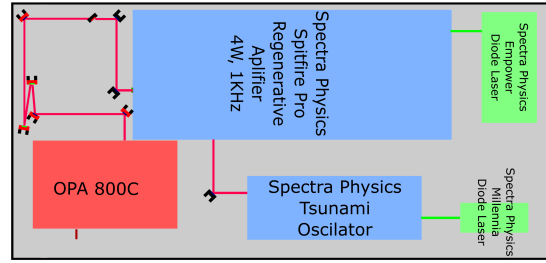 Spectra Physics
Spitfire Pro
Regenerative
Aplifier
4W, 1KHz
Spectra Physics
Empower
Diode Laser
OPA 800C
Spectra Physics
Tsunami
Oscilator
Spectra Physics
Millennia
Diode Laser